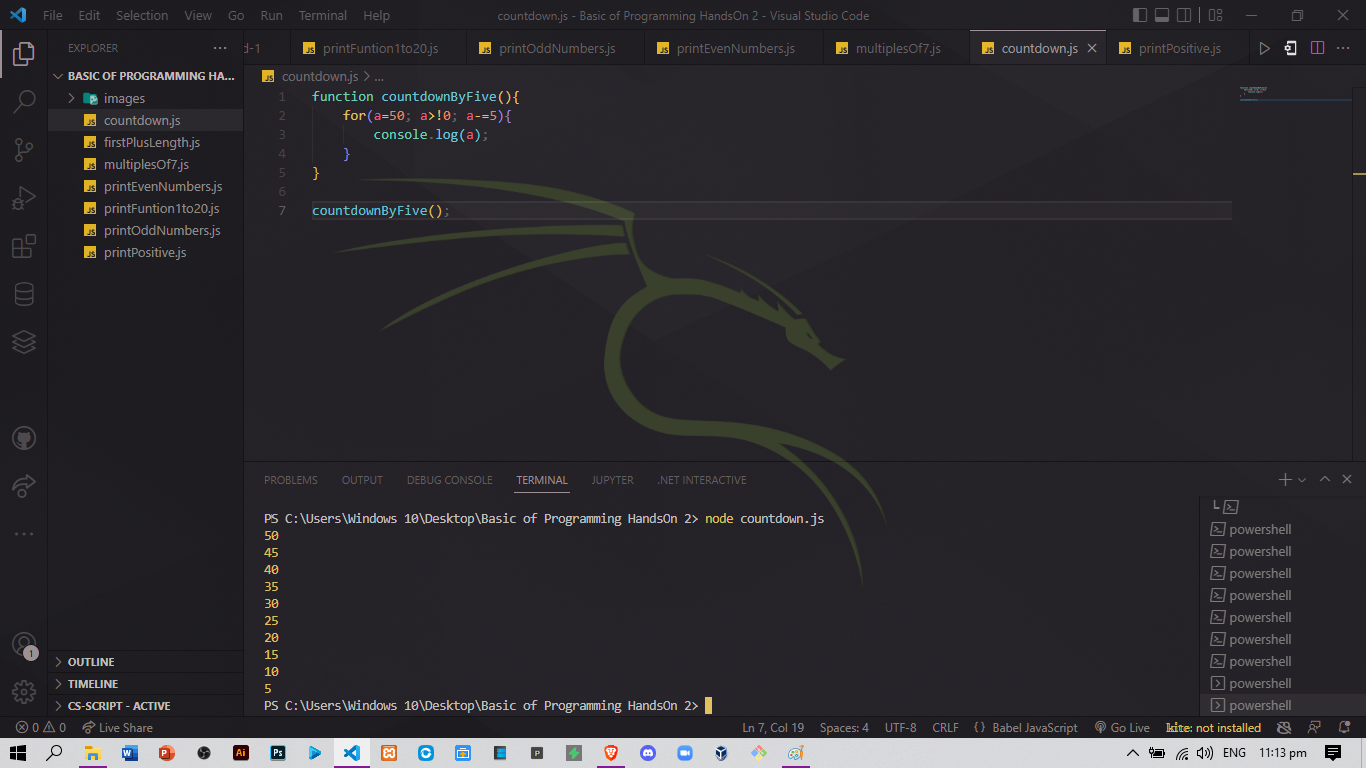 File Edit Selection View Go Run Terminal Help
countdown.js - Basic of Programming HandsOn 2 - Visual Studio Code
EXPLORER
d-1 printFuntion1to20.js printOddNumbers.js printEvenNumbers.js multiplesOf7.js countdown.js printPositive.js
BASIC OF PROGRAMMING HA...
images
countdown.js
firstPlusLength.js
multiplesOf7.js
printEvenNumbers.js
printFuntion1to20.js
printOddNumbers.js
printPositive.js
OUTLINE
TIMELINE
CS-SCRIPT - ACTIVE
countdown.js > ...
1 function countdownByFive(){
2 for(a=50; a>!0; a-=5){
3 console.log(a);
4 }
5 }
6
7 countdownByFive();
PROBLEMS OUTPUT DEBUG CONSOLE TERMINAL JUPYTER .NET INTERACTIVE
PS C:\Users\Windows 10\Desktop\Basic of Programming HandsOn 2> node countdown.js
50
45
40
35
30
25
20
15
10
5
PS C:\Users\Windows 10\Desktop\Basic of Programming HandsOn 2>
powershell
powershell
powershell
powershell
powershell
powershell
powershell
powershell
powershell
1
0 0 Live Share
Ln 7, Col 19 Spaces: 4 UTF-8 CRLF {} Babel JavaScript Go Live kite: not installed
ENG 11:13 pm